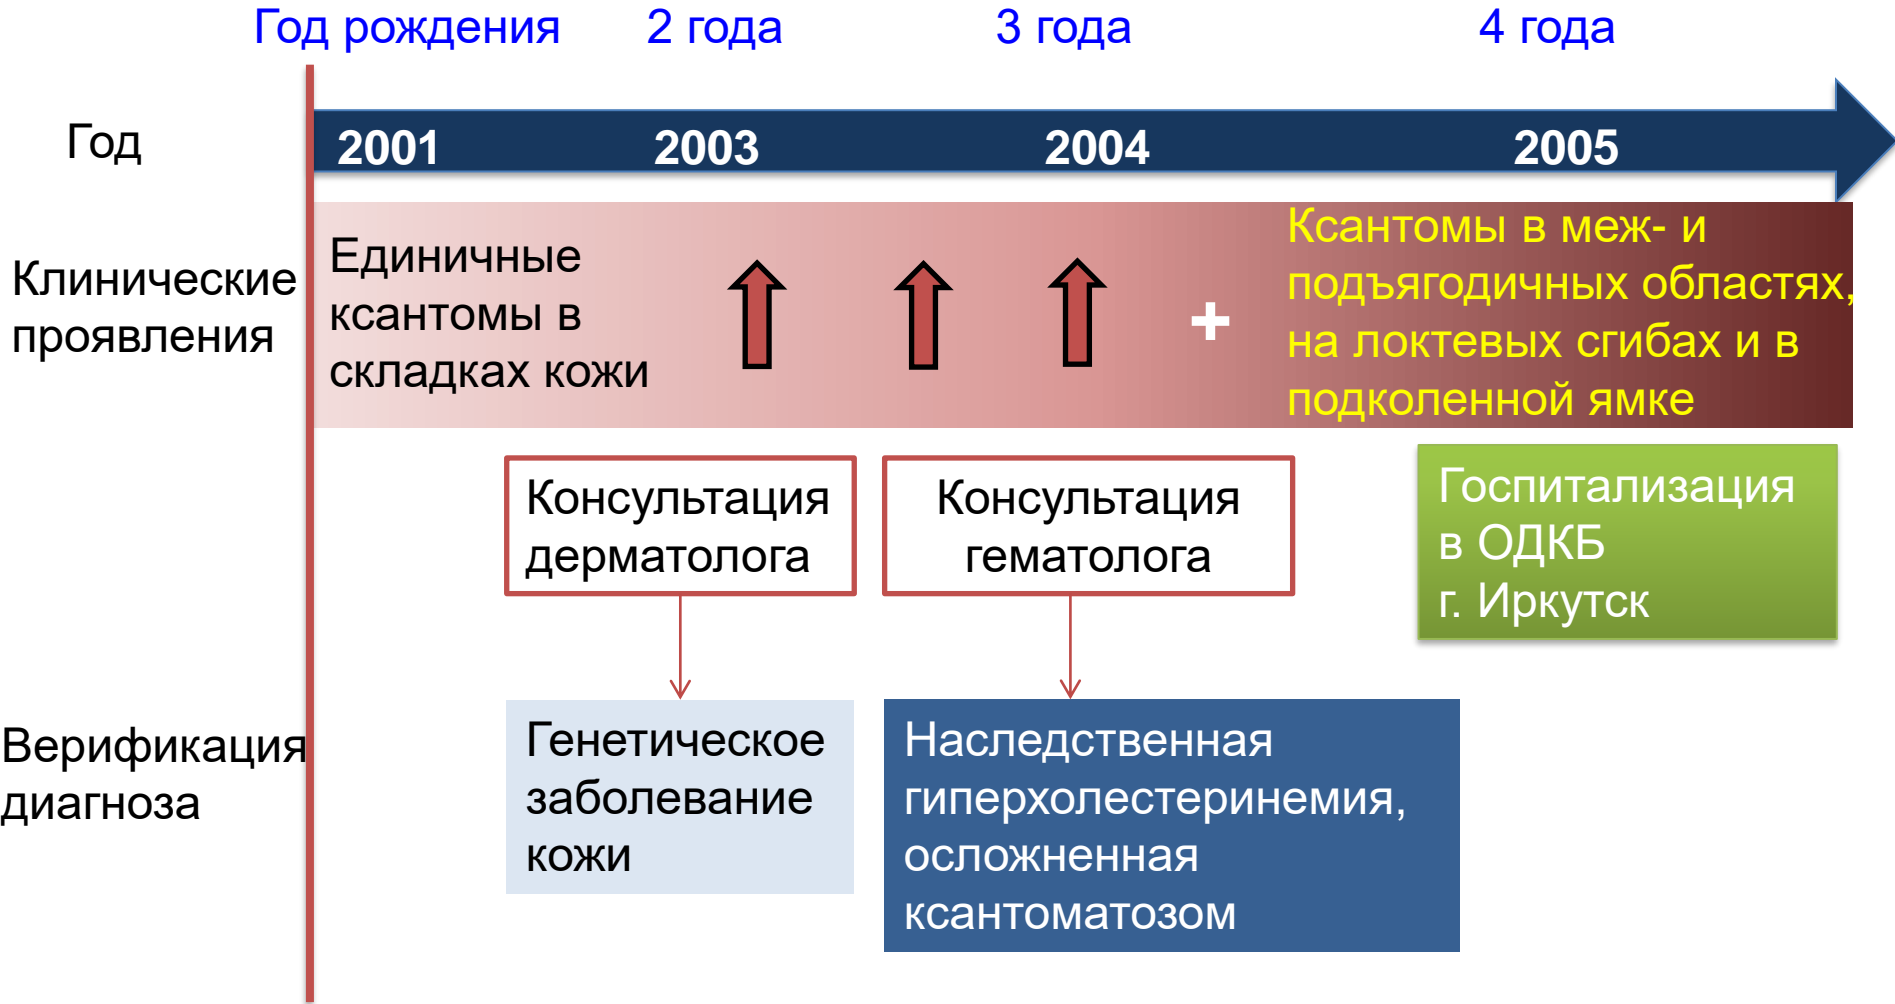 Год рождения 2 года 3 года 4 года
Год 2001 2003 2004 2005
Клинические
проявления
Единичные
ксантомы в
складках кожи
+
Ксантомы в меж- и
подъягодичных областях,
на локтевых сгибах и в
подколенной ямке
Консультация
дерматолога
Консультация
гематолога
Госпитализация
в ОДКБ
г. Иркутск
Верификация
диагноза
Генетическое
заболевание
кожи
Наследственная
гиперхолестеринемия,
осложненная
ксантоматозом